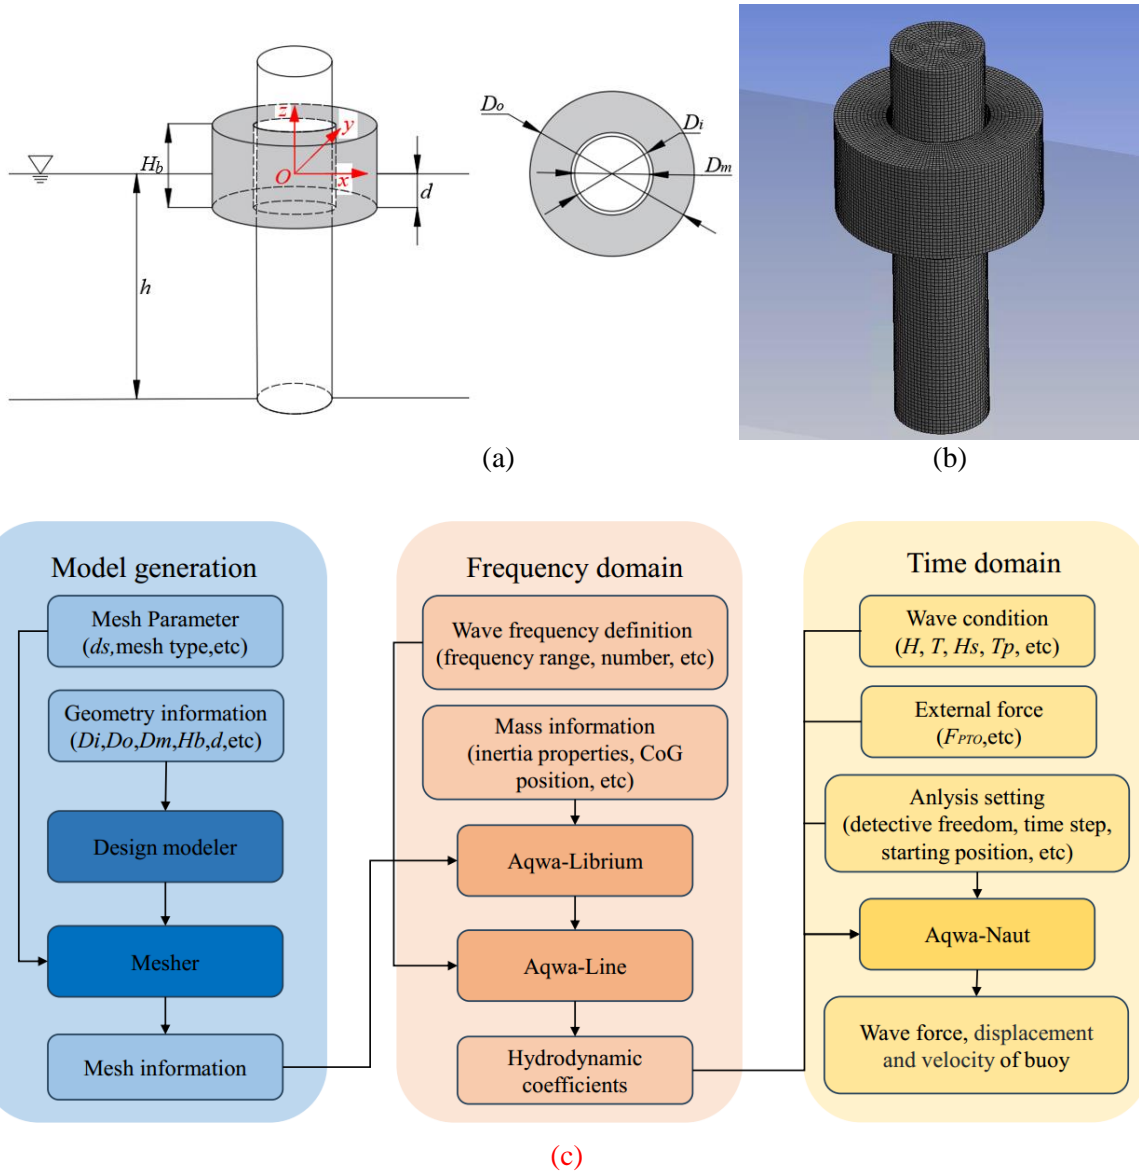 z
y
x
O
H_b
d
h
D_o
D_i
D_m
(a)
(b)
Model generation
Mesh Parameter
(ds,mesh type,etc)
Geometry information
(Di,Do,Dm,Hb,d,etc)
Design modeler
Mesher
Mesh information
Frequency domain
Wave frequency definition
(frequency range, number, etc)
Mass information
(inertia properties, CoG
position, etc)
Aqwa-Librium
Aqwa-Line
Hydrodynamic
coefficients
Time domain
Wave condition
(H, T, Hs, Tp, etc)
External force
(F_PTO,etc)
Anlysis setting
(detective freedom, time step,
starting position, etc)
Aqwa-Naut
Wave force, displacement
and velocity of buoy
(c)